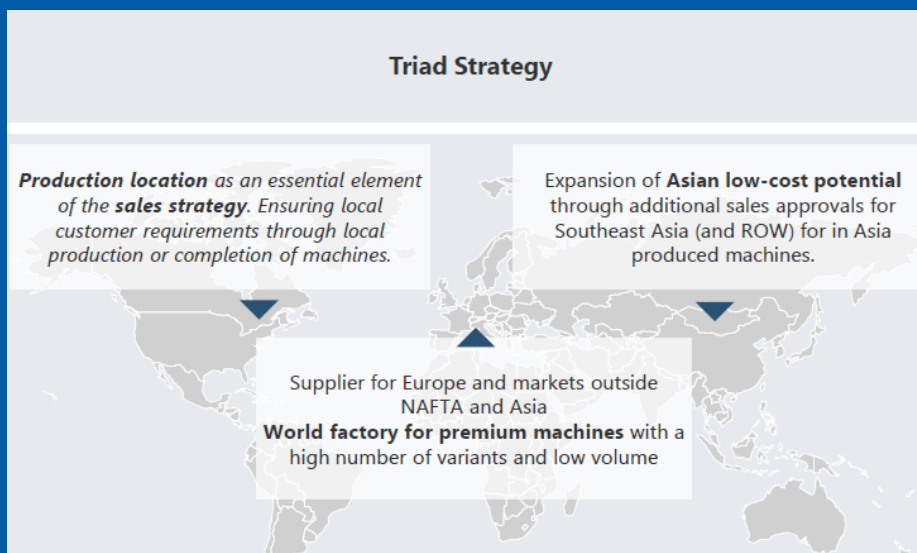 Triad Strategy
Production location as an essential element
of the sales strategy. Ensuring local
customer requirements through local
production or completion of machines.
Expansion of Asian low-cost potential
through additional sales approvals for
Southeast Asia (and ROW) for in Asia
produced machines.
Supplier for Europe and markets outside
NAFTA and Asia
World factory for premium machines with a
high number of variants and low volume